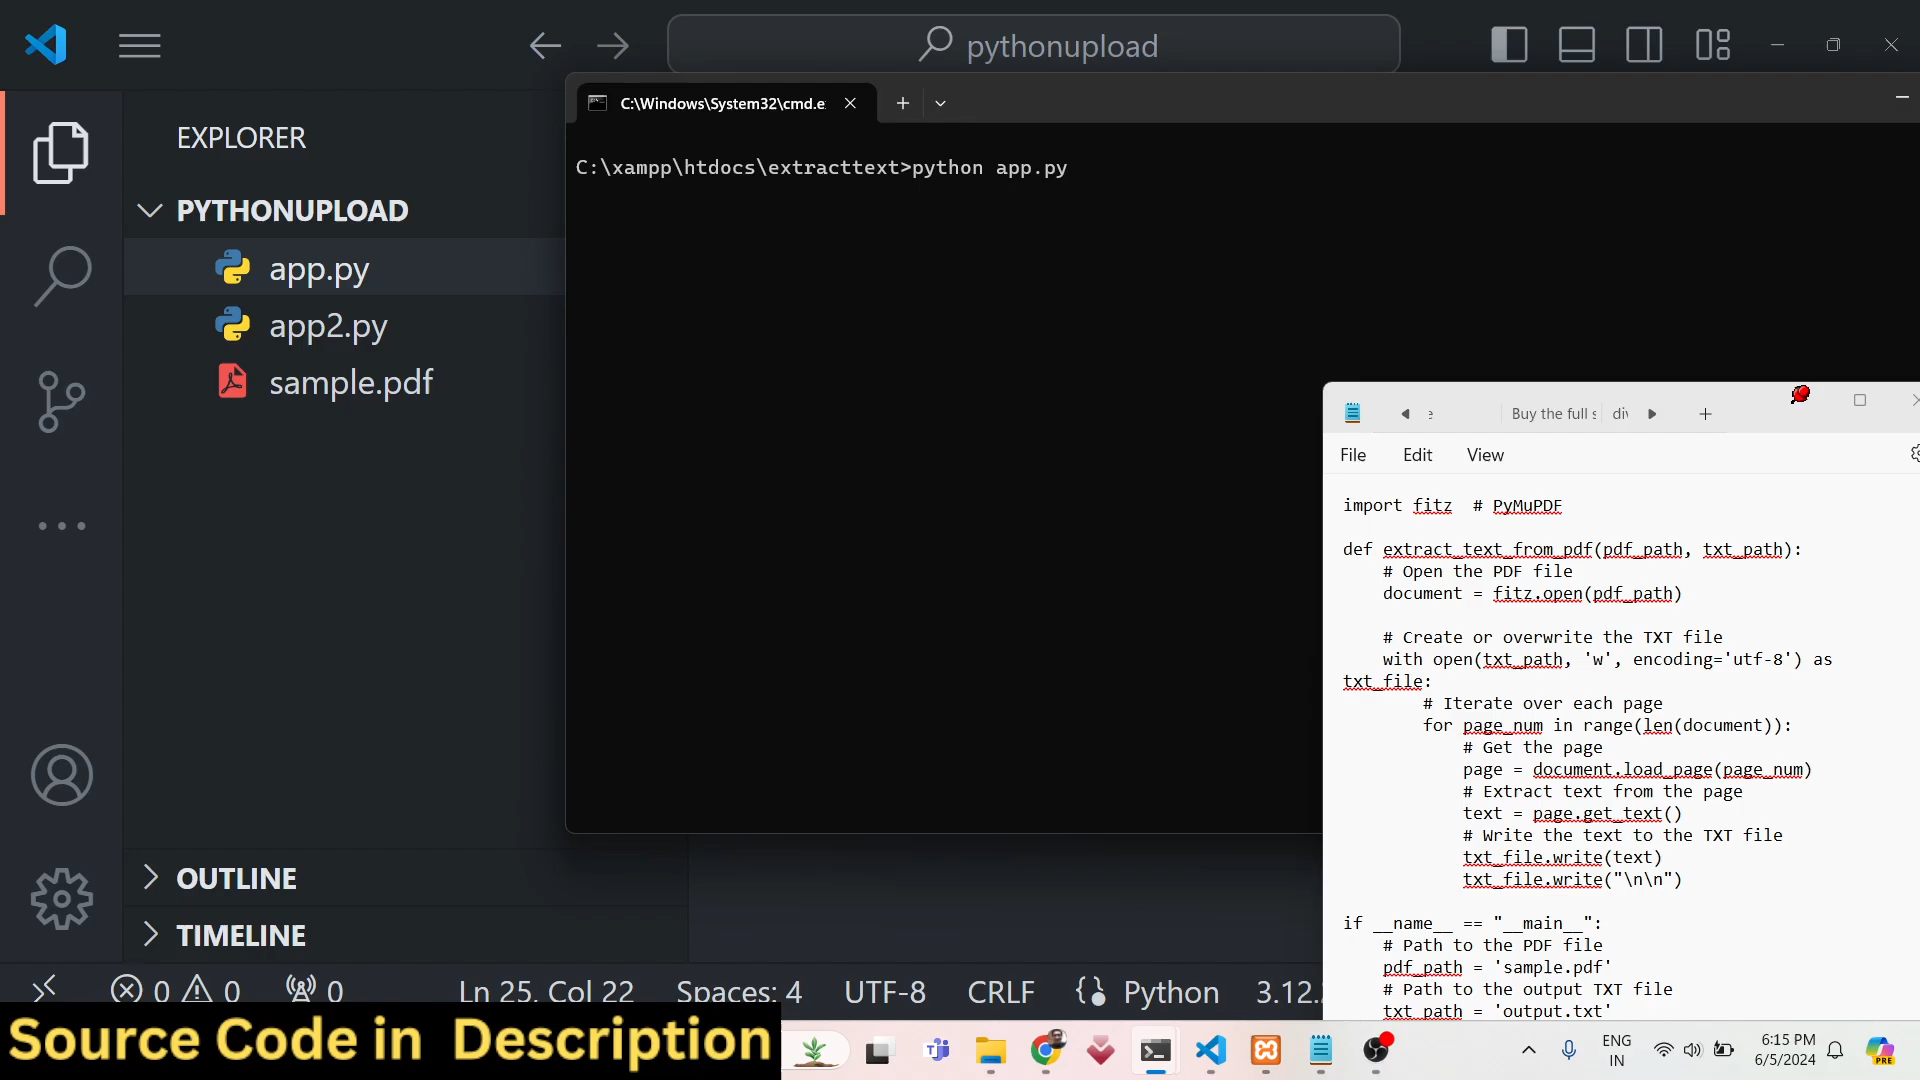 pythonupload
EXPLORER
PYTHONUPLOAD
app.py
app2.py
sample.pdf
OUTLINE
TIMELINE
C:\Windows\System32\cmd.e
C:\xampp\htdocs\extracttext>python app.py
Buy the full s
div
File Edit View
import fitz  # PyMuPDF
def extract_text_from_pdf(pdf_path, txt_path):
# Open the PDF file
document = fitz.open(pdf_path)
# Create or overwrite the TXT file
with open(txt_path, 'w', encoding='utf-8') as
txt_file:
# Iterate over each page
for page_num in range(len(document)):
# Get the page
page = document.load_page(page_num)
# Extract text from the page
text = page.get_text()
# Write the text to the TXT file
txt_file.write(text)
txt_file.write("\n\n")
if __name__ == "__main__":
# Path to the PDF file
pdf_path = 'sample.pdf'
# Path to the output TXT file
txt_path = 'output.txt'
0 0 0 Ln 25, Col 22 Spaces: 4 UTF-8 CRLF Python 3.12.
Source Code in Description
ENG
IN
6:15 PM
6/5/2024
PRE